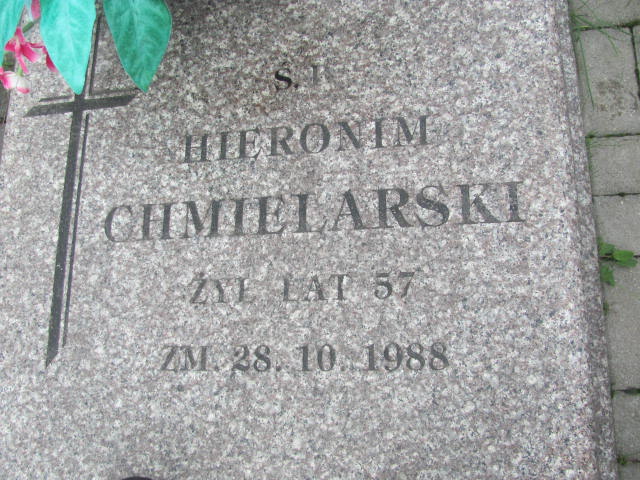 Ś. P.
HIERONIM
CHMIELARSKI
ŻYŁ LAT 57
ZM. 28. 10. 1988